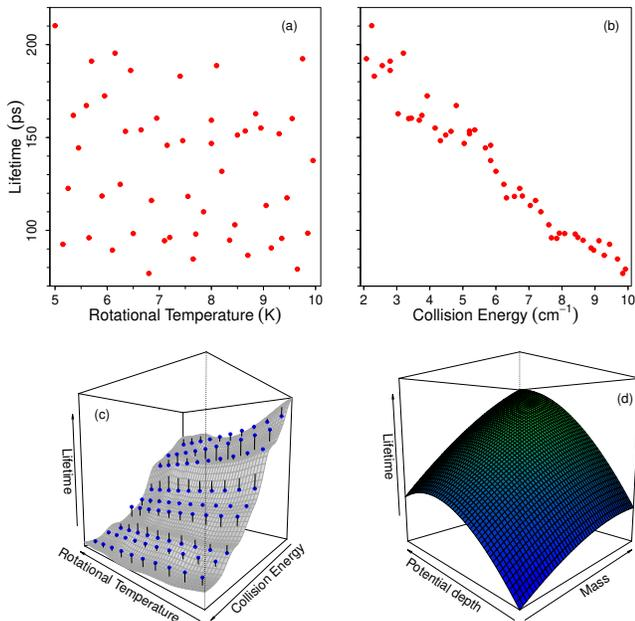 (a)
Lifetime (ps)
200
150
100
5 6 7 8 9 10
Rotational Temperature (K)
(b)
2 3 4 5 6 7 8 9 10
Collision Energy (cm⁻¹)
(c)
Lifetime
Rotational Temperature
Collision Energy
(d)
Lifetime
Potential depth
Mass